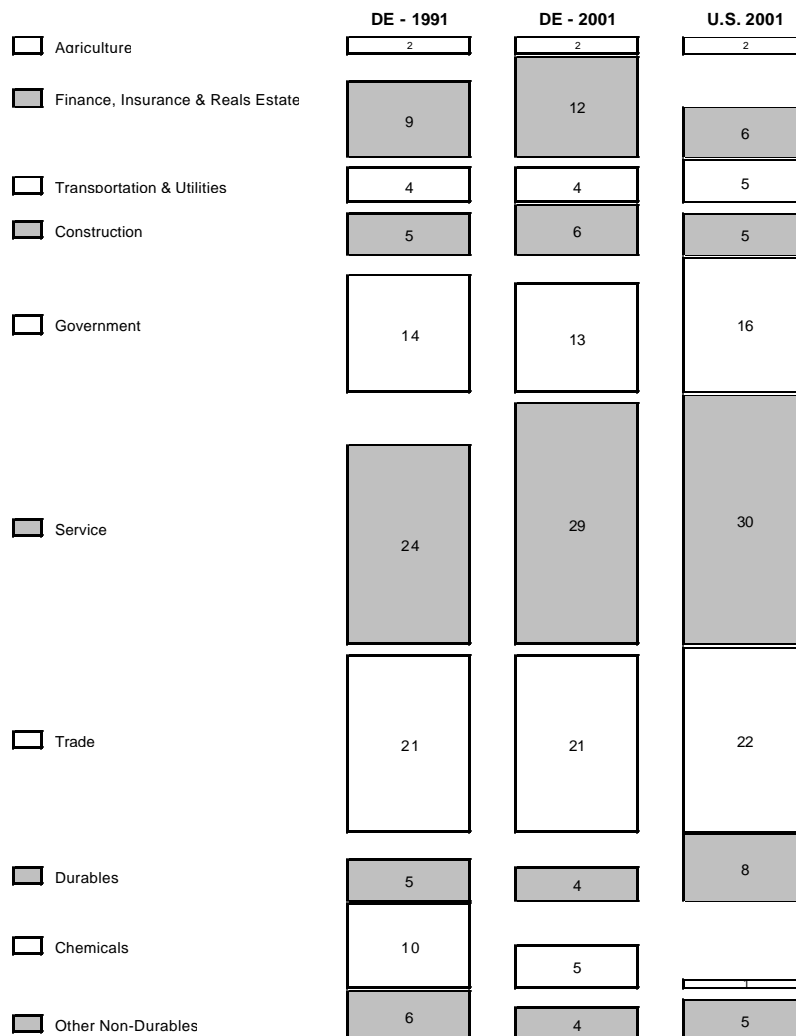 DE - 1991 DE - 2001 U.S. 2001
Agriculture 2 2 2
Finance, Insurance & Reals Estate 9 12 6
Transportation & Utilities 4 4 5
Construction 5 6 5
Government 14 13 16
Service 24 29 30
Trade 21 21 22
Durables 5 4 8
Chemicals 10 5 1
Other Non-Durables 6 4 5